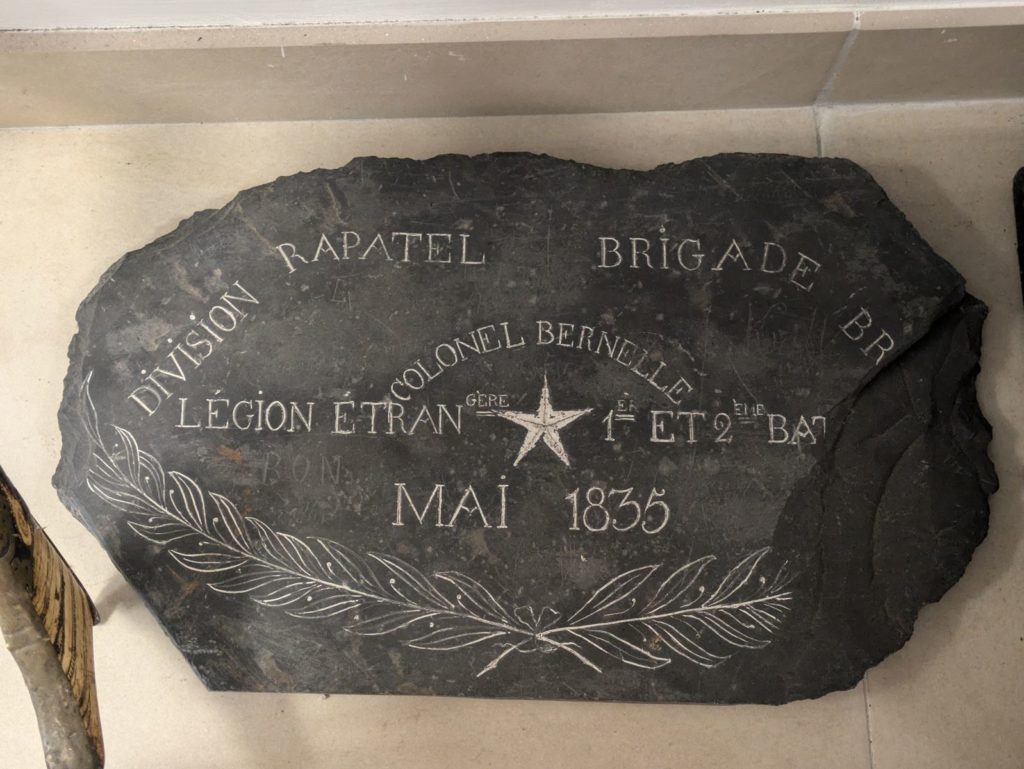 DIVISION RAPATEL BRIGADE BR
COLONEL BERNELLE
LÉGION ÉTRANGÈRE 1ER ET 2ÈME BAT
MAI 1835